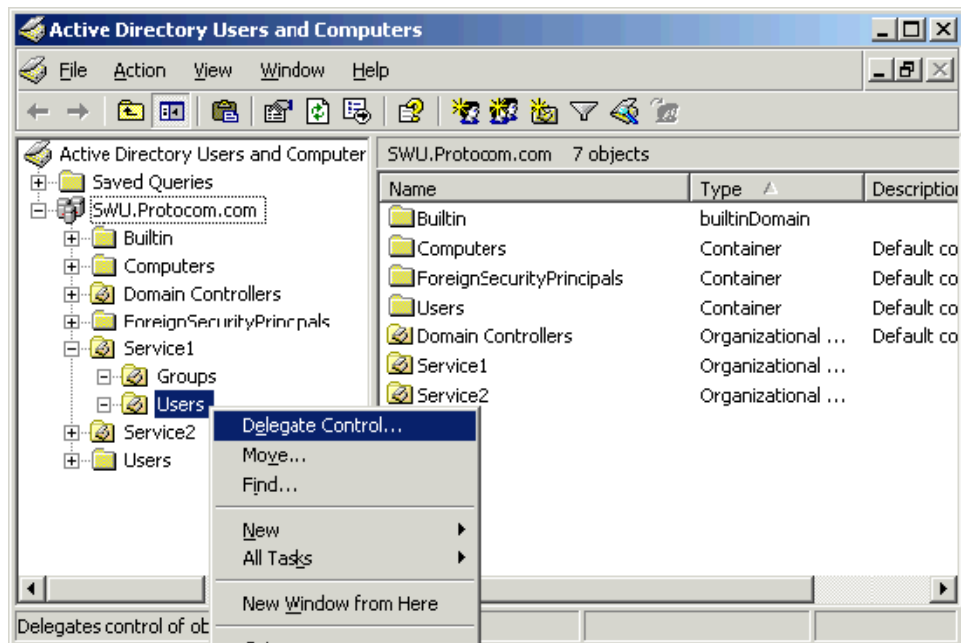 Active Directory Users and Computers
File Action View Window Help
Active Directory Users and Computer
Saved Queries
SWU.Protocom.com
Builtin
Computers
Domain Controllers
ForeignSecurityPrincpals
Service1
Groups
Users
Service2
Users
SWU.Protocom.com 7 objects
Name Type Description
Builtin builtinDomain
Computers Container Default co
ForeignSecurityPrincipals Container Default co
Users Container Default co
Domain Controllers Organizational ... Default co
Service1 Organizational ...
Service2 Organizational ...
Delegate Control...
Move...
Find...
New
All Tasks
New Window from Here
Delegates control of ob